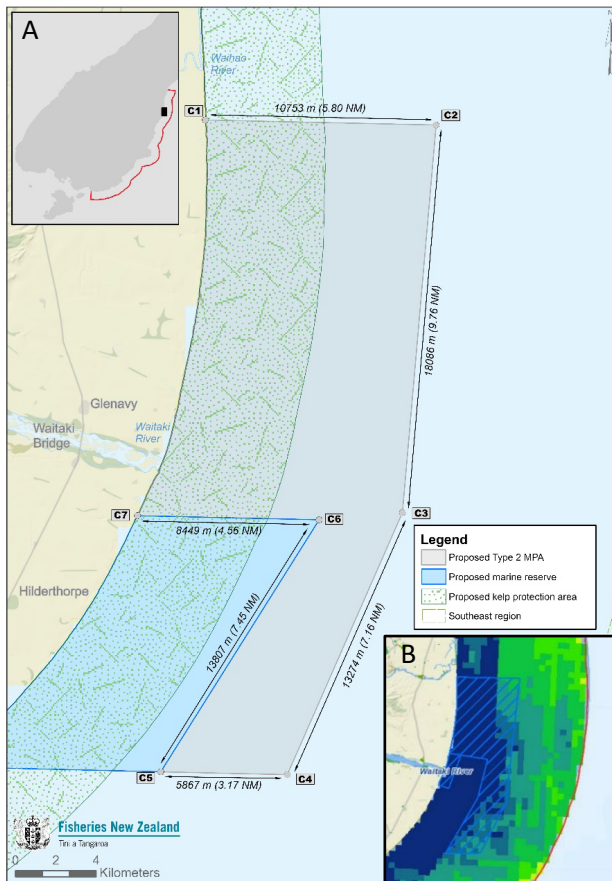 A
N
Waihao
River
C1
10753 m (5.80 NM)
C2
18086 m (9.76 NM)
Glenavy
Waitaki
Bridge
Waitaki
River
C7
8449 m (4.56 NM)
C6
C3
Legend
Proposed Type 2 MPA
Proposed marine reserve
Proposed kelp protection area
Southeast region
Hilderthorpe
13807 m (7.45 NM)
13274 m (7.16 NM)
B
Waitaki River
C5
5867 m (3.17 NM)
C4
Fisheries New Zealand
Tini a Tangaroa
0 2 4
Kilometers